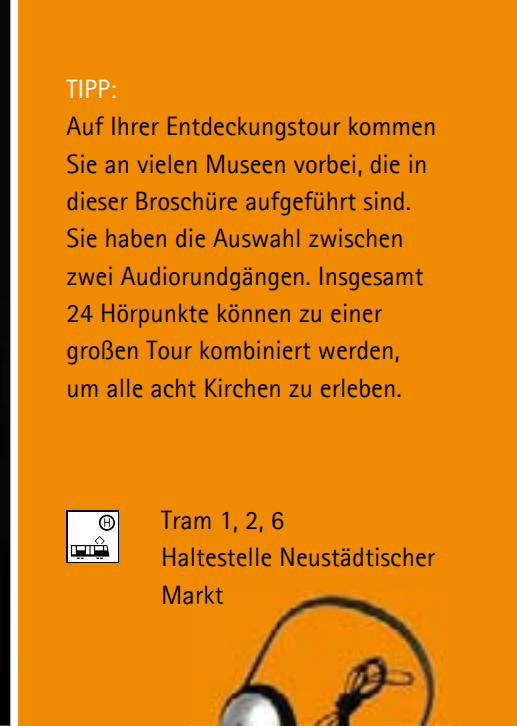 TIPP:
Auf Ihrer Entdeckungstour kommen
Sie an vielen Museen vorbei, die in
dieser Broschüre aufgeführt sind.
Sie haben die Auswahl zwischen
zwei Audiorundgängen. Insgesamt
24 Hörpunkte können zu einer
großen Tour kombiniert werden,
um alle acht Kirchen zu erleben.
H
Tram 1, 2, 6
Haltestelle Neustädtischer
Markt